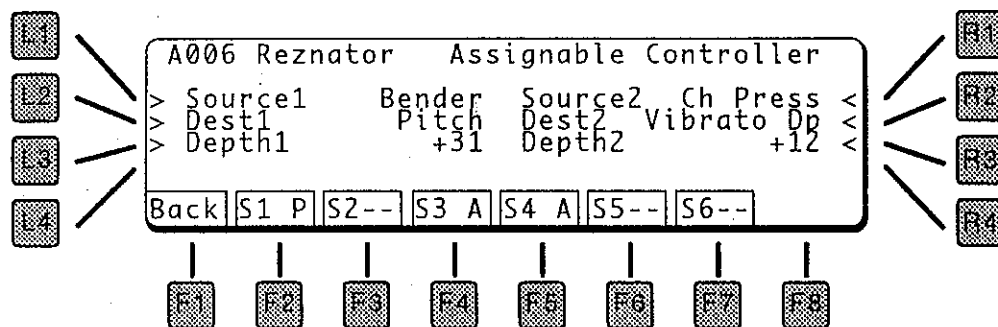 L1
L2
L3
L4
A006 Reznator Assignable Controller
> Source1 Bender Source2 Ch Press <
> Dest1 Pitch Dest2 Vibrato Dp <
> Depth1 +31 Depth2 +12 <
Back S1 P S2-- S3 A S4 A S5-- S6--
R1
R2
R3
R4
F1 F2 F3 F4 F5 F6 F7 F8